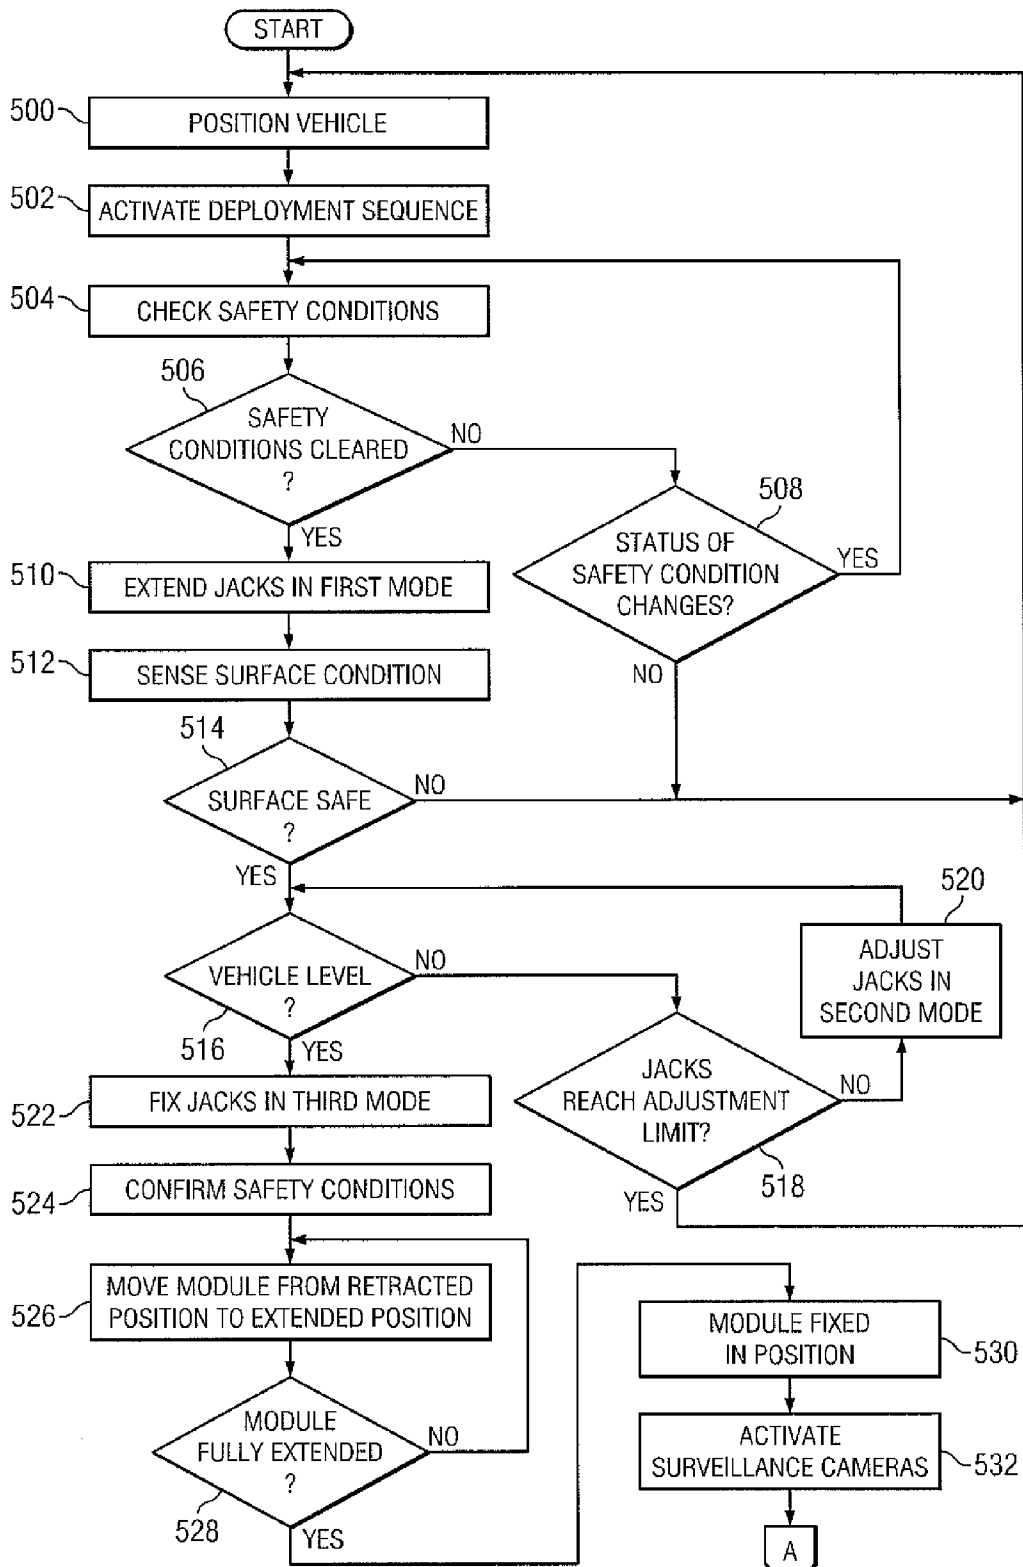 START
500
POSITION VEHICLE
502
ACTIVATE DEPLOYMENT SEQUENCE
504
CHECK SAFETY CONDITIONS
506
SAFETY
CONDITIONS CLEARED
?
NO
YES
508
STATUS OF
SAFETY CONDITION
CHANGES?
YES
NO
510
EXTEND JACKS IN FIRST MODE
512
SENSE SURFACE CONDITION
514
SURFACE SAFE
?
NO
YES
516
VEHICLE LEVEL
?
NO
YES
518
JACKS
REACH ADJUSTMENT
LIMIT?
NO
YES
520
ADJUST
JACKS IN
SECOND MODE
522
FIX JACKS IN THIRD MODE
524
CONFIRM SAFETY CONDITIONS
526
MOVE MODULE FROM RETRACTED
POSITION TO EXTENDED POSITION
528
MODULE
FULLY EXTENDED
?
NO
YES
530
MODULE FIXED
IN POSITION
532
ACTIVATE
SURVEILLANCE CAMERAS
A